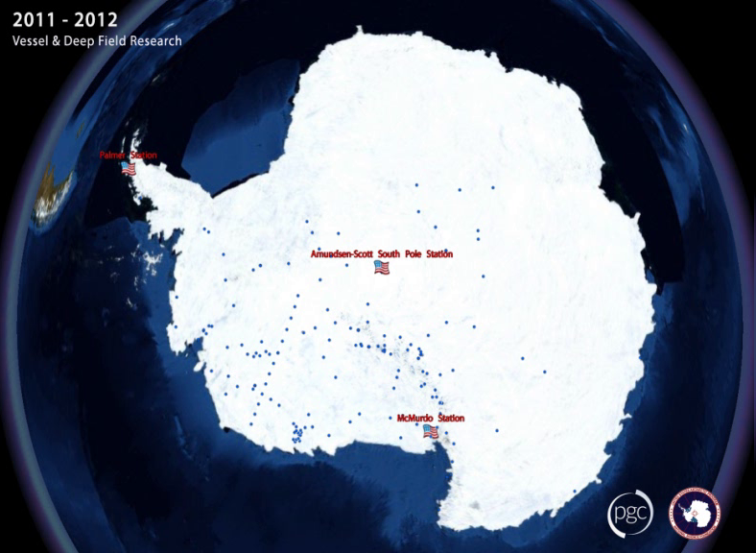 2011 - 2012
Vessel & Deep Field Research
Palmer Station
Amundsen-Scott South Pole Station
McMurdo Station
pgc